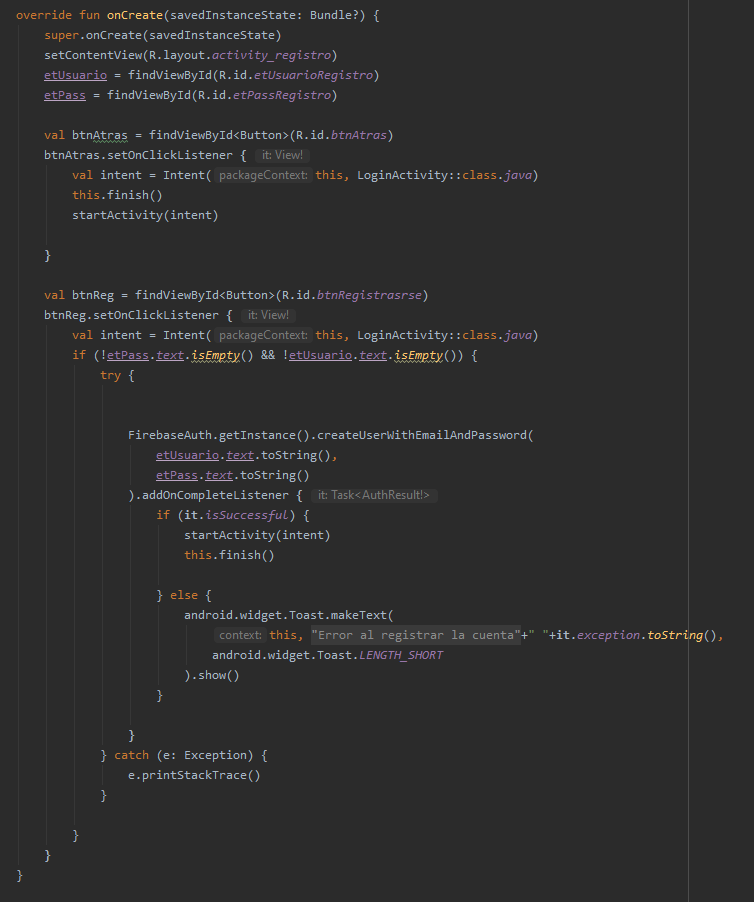 override fun onCreate(savedInstanceState: Bundle?) {
super.onCreate(savedInstanceState)
setContentView(R.layout.activity_registro)
etUsuario = findViewById(R.id.etUsuarioRegistro)
etPass = findViewById(R.id.etPassRegistro)
val btnAtras = findViewById<Button>(R.id.btnAtras)
btnAtras.setOnClickListener { it: View!
val intent = Intent( packageContext: this, LoginActivity::class.java)
this.finish()
startActivity(intent)
}
val btnReg = findViewById<Button>(R.id.btnRegistrasrse)
btnReg.setOnClickListener { it: View!
val intent = Intent( packageContext: this, LoginActivity::class.java)
if (!etPass.text.isEmpty() && !etUsuario.text.isEmpty()) {
try {
FirebaseAuth.getInstance().createUserWithEmailAndPassword(
etUsuario.text.toString(),
etPass.text.toString()
).addOnCompleteListener { it: Task<AuthResult!>
if (it.isSuccessful) {
startActivity(intent)
this.finish()
} else {
android.widget.Toast.makeText(
context: this, "Error al registrar la cuenta"+" "+it.exception.toString(),
android.widget.Toast.LENGTH_SHORT
).show()
}
}
} catch (e: Exception) {
e.printStackTrace()
}
}
}
}